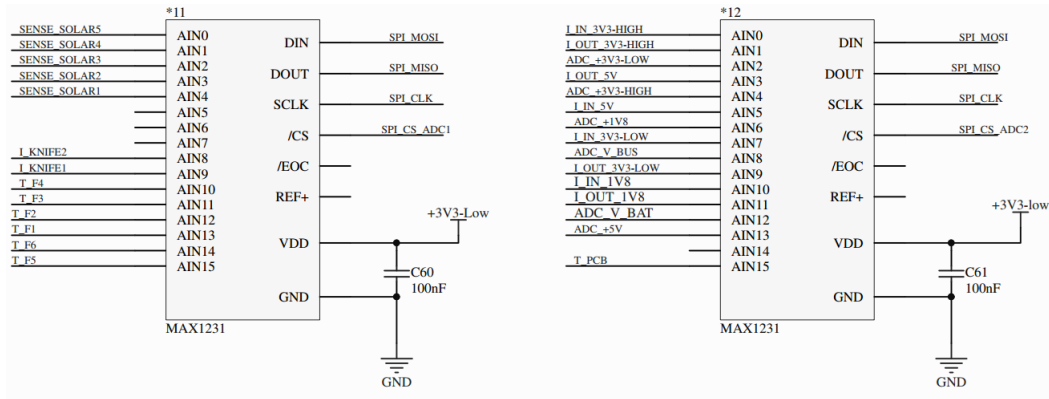 *11
SENSE_SOLAR5 AIN0
SENSE_SOLAR4 AIN1
SENSE_SOLAR3 AIN2
SENSE_SOLAR2 AIN3
SENSE_SOLAR1 AIN4
AIN5
AIN6
AIN7
I_KNIFE2 AIN8
I_KNIFE1 AIN9
T_F4 AIN10
T_F3 AIN11
T_F2 AIN12
T_F1 AIN13
T_F6 AIN14
T_F5 AIN15
DIN SPI_MOSI
DOUT SPI_MISO
SCLK SPI_CLK
/CS SPI_CS_ADC1
/EOC
REF+
+3V3-Low
VDD
C60
100nF
GND
MAX1231
GND
*12
I_IN_3V3-HIGH AIN0
I_OUT_3V3-HIGH AIN1
ADC_+3V3-LOW AIN2
I_OUT_5V AIN3
ADC_+3V3-HIGH AIN4
I_IN_5V AIN5
ADC_+1V8 AIN6
I_IN_3V3-LOW AIN7
ADC_V_BUS AIN8
I_OUT_3V3-LOW AIN9
I_IN_1V8 AIN10
I_OUT_1V8 AIN11
ADC_V_BAT AIN12
ADC_+5V AIN13
AIN14
T_PCB AIN15
DIN SPI_MOSI
DOUT SPI_MISO
SCLK SPI_CLK
/CS SPI_CS_ADC2
/EOC
REF+
+3V3-low
VDD
C61
100nF
GND
MAX1231
GND